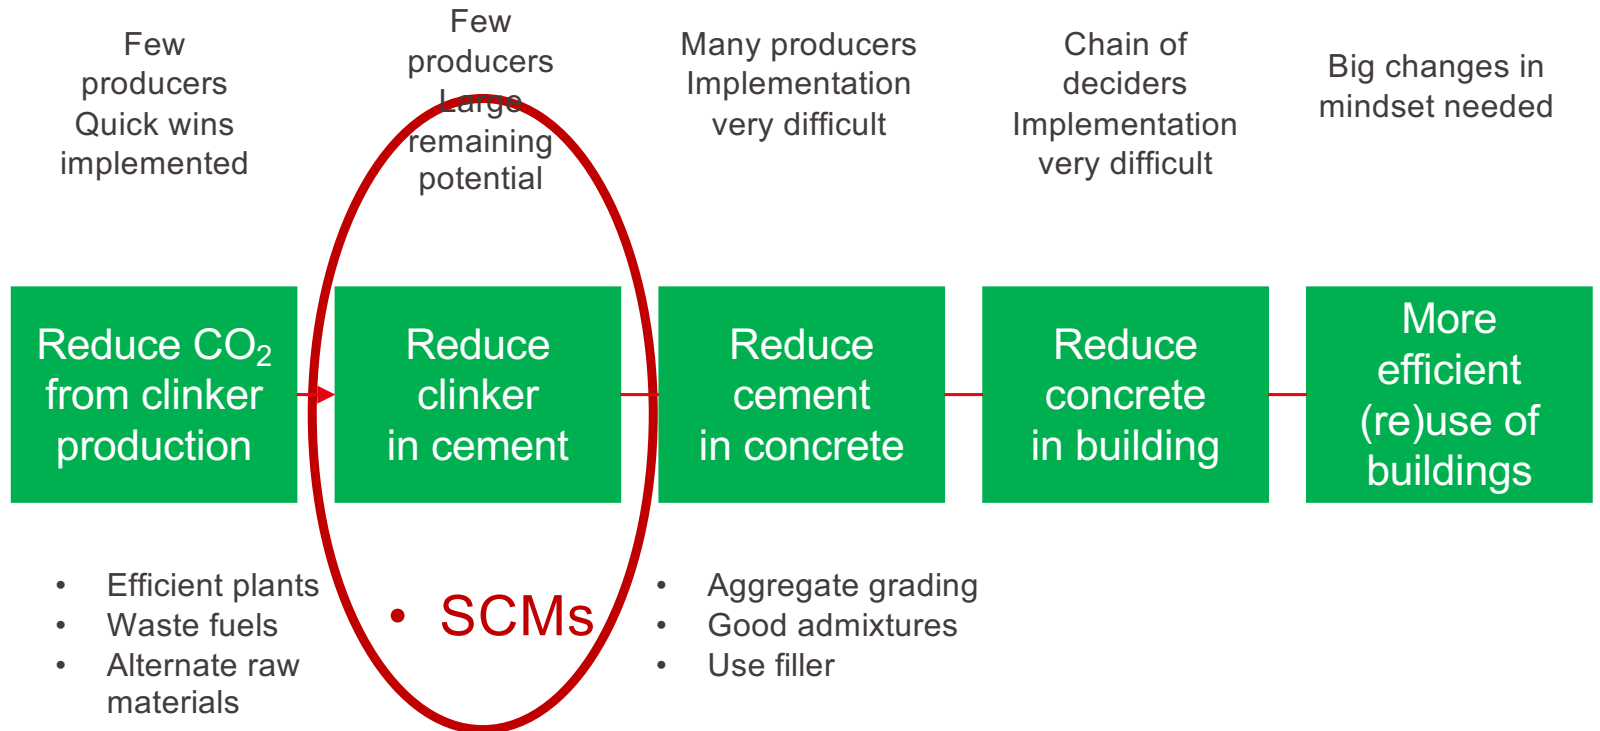 Few
producers
Quick wins
implemented
Few
producers
Large
remaining
potential
Many producers
Implementation
very difficult
Chain of
deciders
Implementation
very difficult
Big changes in
mindset needed
Reduce CO₂
from clinker
production
Reduce
clinker
in cement
Reduce
cement
in concrete
Reduce
concrete
in building
More
efficient
(re)use of
buildings
• Efficient plants
• Waste fuels
• Alternate raw
materials
• SCMs
• Aggregate grading
• Good admixtures
• Use filler